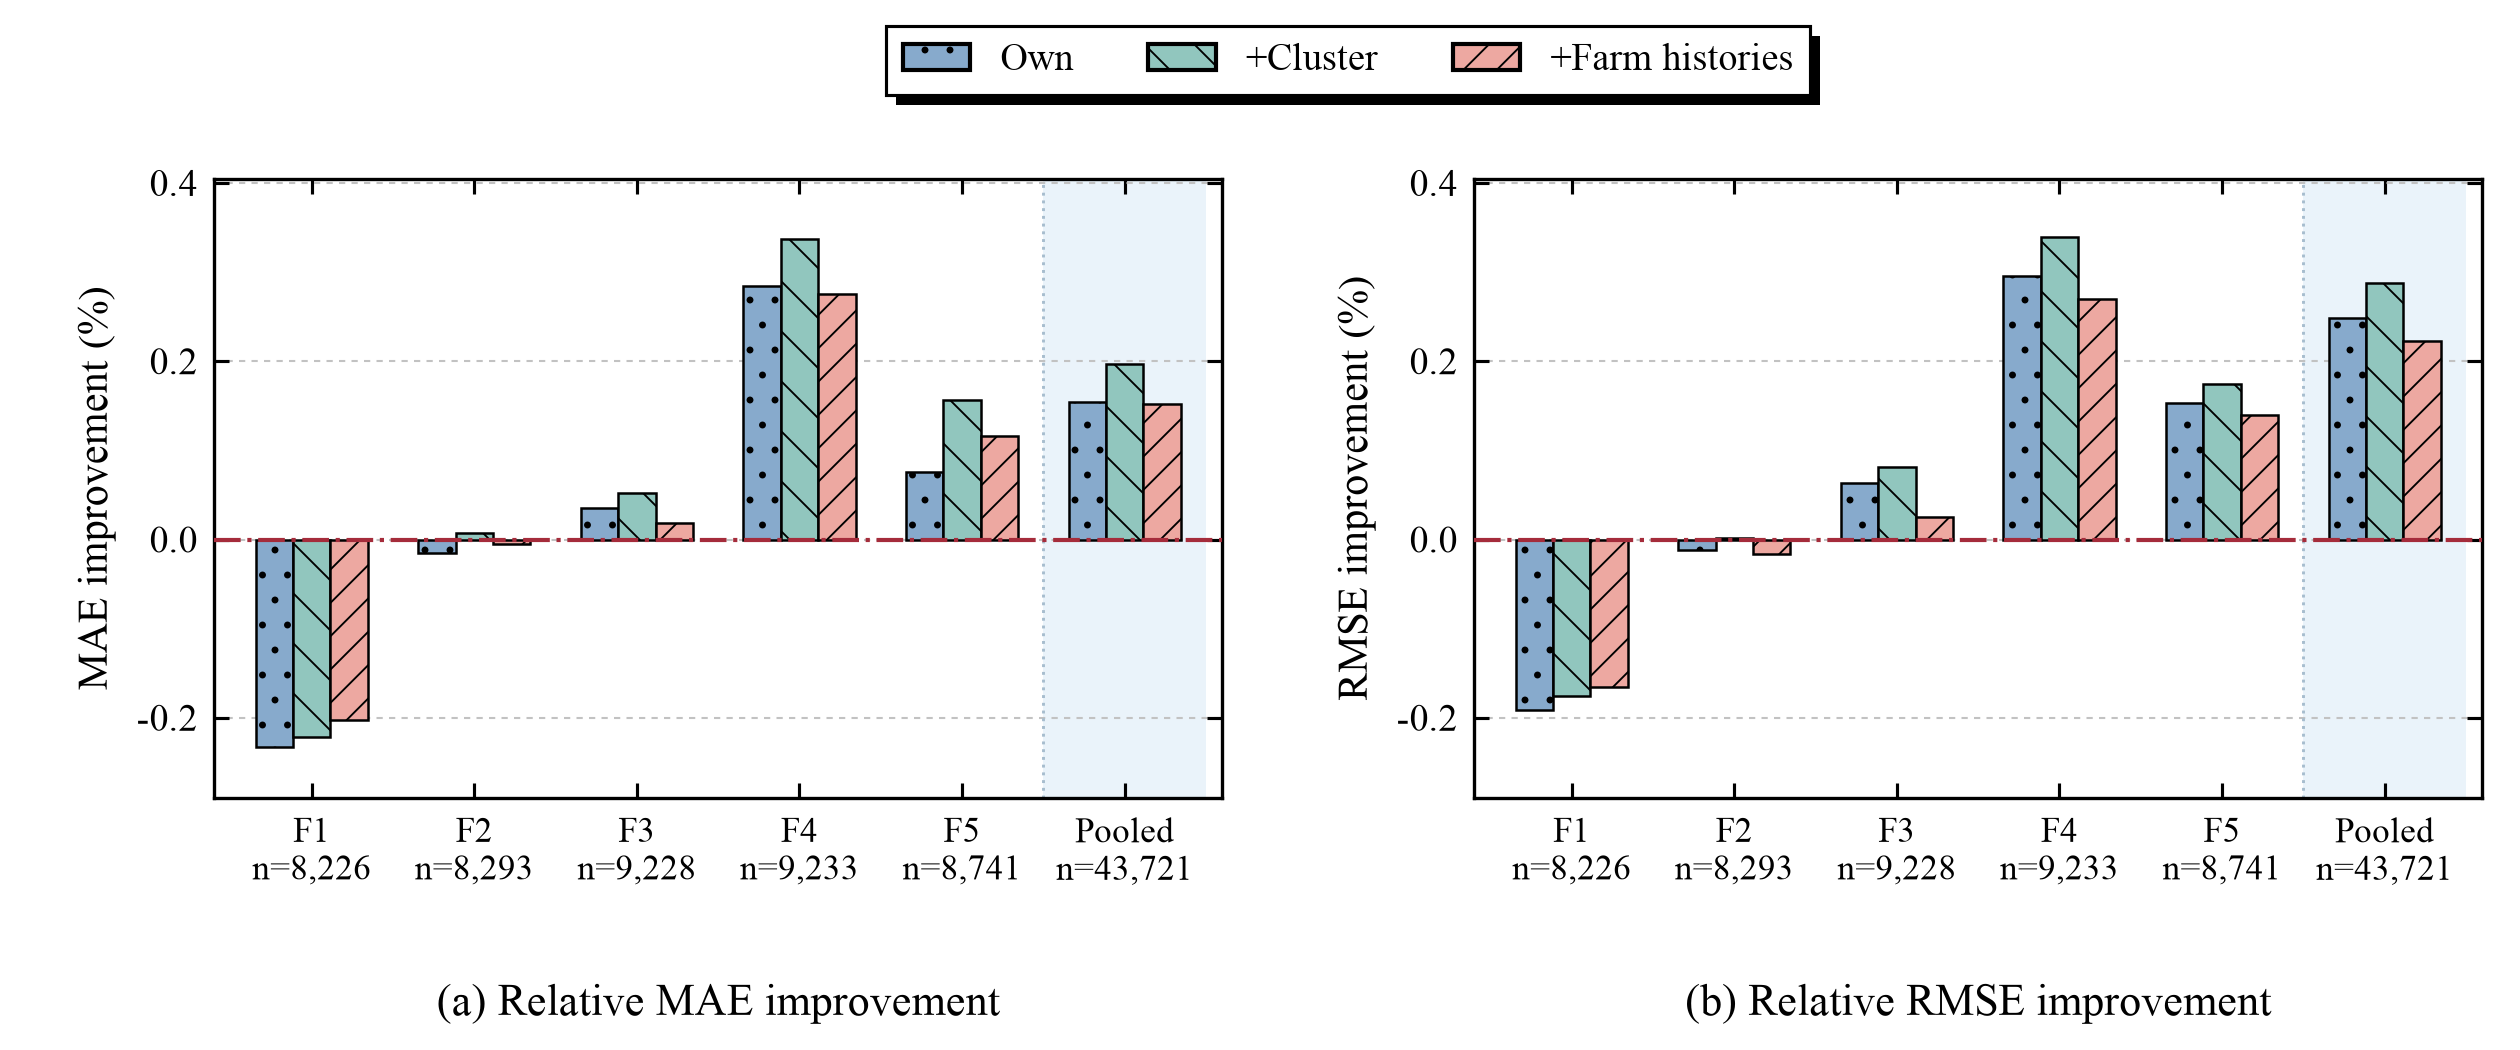 Own +Cluster +Farm histories
MAE improvement (%)
0.4
0.2
0.0
-0.2
F1 F2 F3 F4 F5 Pooled
n=8,226 n=8,293 n=9,228 n=9,233 n=8,741 n=43,721
(a) Relative MAE improvement
RMSE improvement (%)
0.4
0.2
0.0
-0.2
F1 F2 F3 F4 F5 Pooled
n=8,226 n=8,293 n=9,228 n=9,233 n=8,741 n=43,721
(b) Relative RMSE improvement